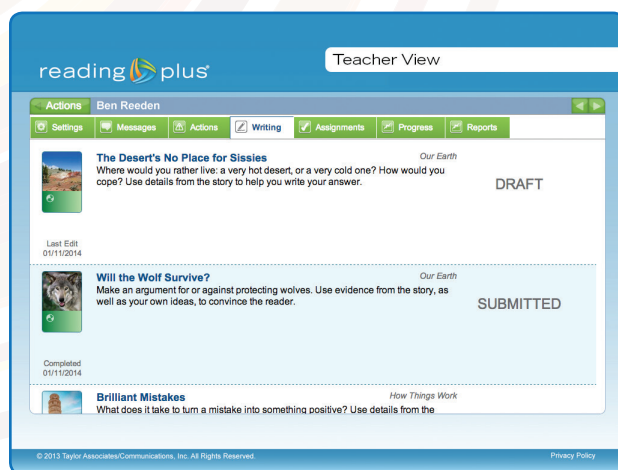 reading plus®
Teacher View
Actions Ben Reeden
Settings Messages Actions Writing Assignments Progress Reports
The Desert's No Place for Sissies Our Earth
Where would you rather live: a very hot desert, or a very cold one? How would you
cope? Use details from the story to help you write your answer.
DRAFT
Last Edit
01/11/2014
Will the Wolf Survive? Our Earth
Make an argument for or against protecting wolves. Use evidence from the story, as
well as your own ideas, to convince the reader.
SUBMITTED
Completed
01/11/2014
Brilliant Mistakes How Things Work
What does it take to turn a mistake into something positive? Use details from the
© 2013 Taylor Associates/Communications, Inc. All Rights Reserved. Privacy Policy